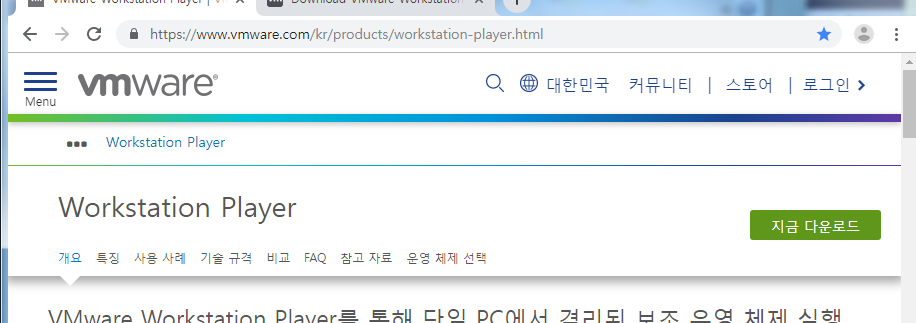 VMware Workstation Player | VM
Download VMware Workstation
https://www.vmware.com/kr/products/workstation-player.html
Menu
vmware®
대한민국 커뮤니티 | 스토어 | 로그인
Workstation Player
Workstation Player
지금 다운로드
개요 특징 사용 사례 기술 규격 비교 FAQ 참고 자료 운영 체제 선택
VMware Workstation Player를 통해 단일 PC에서 격리된 보조 운영 체제 실행